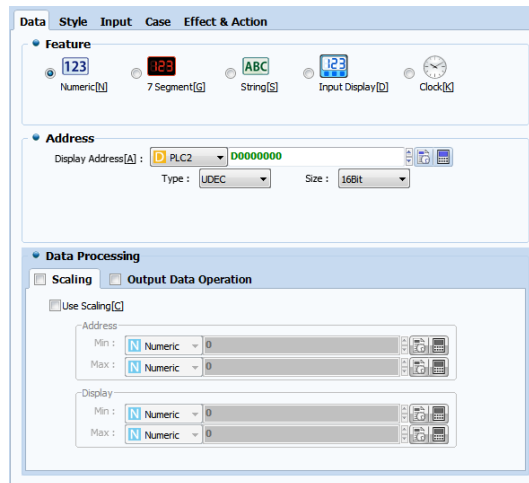 Data Style Input Case Effect & Action
Feature
123 123 ABC 123
Numeric[N] 7 Segment[G] String[S] Input Display[D] Clock[K]
Address
Display Address[A] : D PLC2 D0000000
Type : UDEC Size : 16Bit
Data Processing
Scaling Output Data Operation
Use Scaling[C]
Address
Min : N Numeric 0
Max : N Numeric 0
Display
Min : N Numeric 0
Max : N Numeric 0